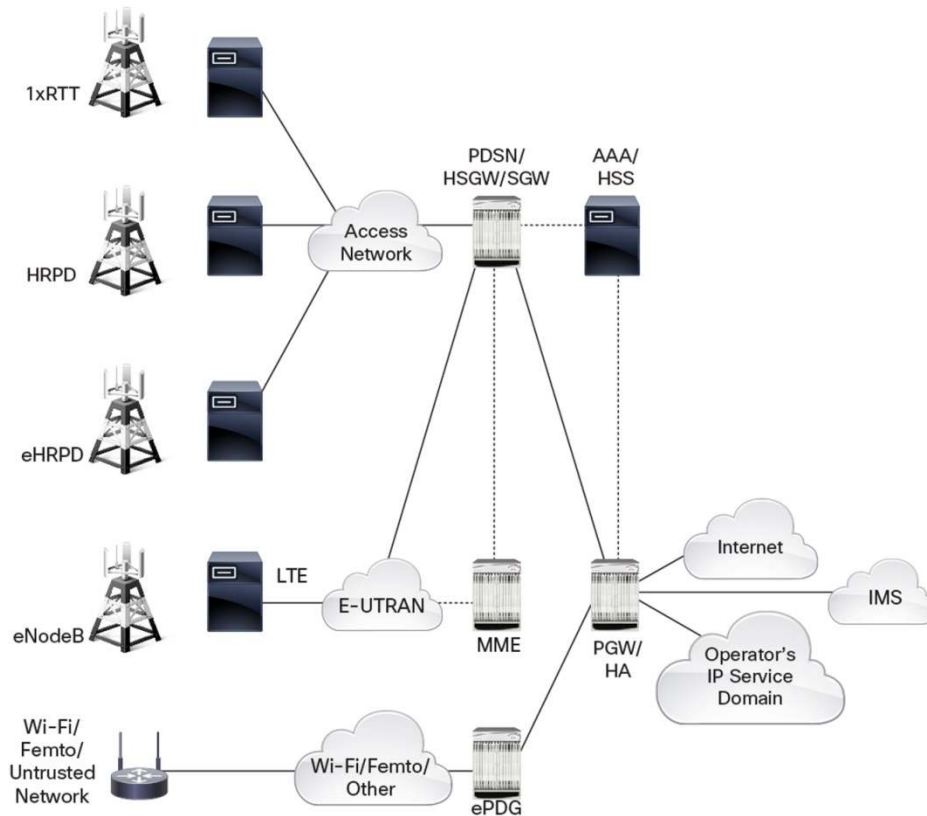 1xRTT
PDSN/
HSGW/SGW
AAA/
HSS
HRPD
Access
Network
eHRPD
eNodeB
LTE
E-UTRAN
MME
PGW/
HA
Internet
IMS
Operator's
IP Service
Domain
Wi-Fi/
Femto/
Untrusted
Network
Wi-Fi/Femto/
Other
ePDG